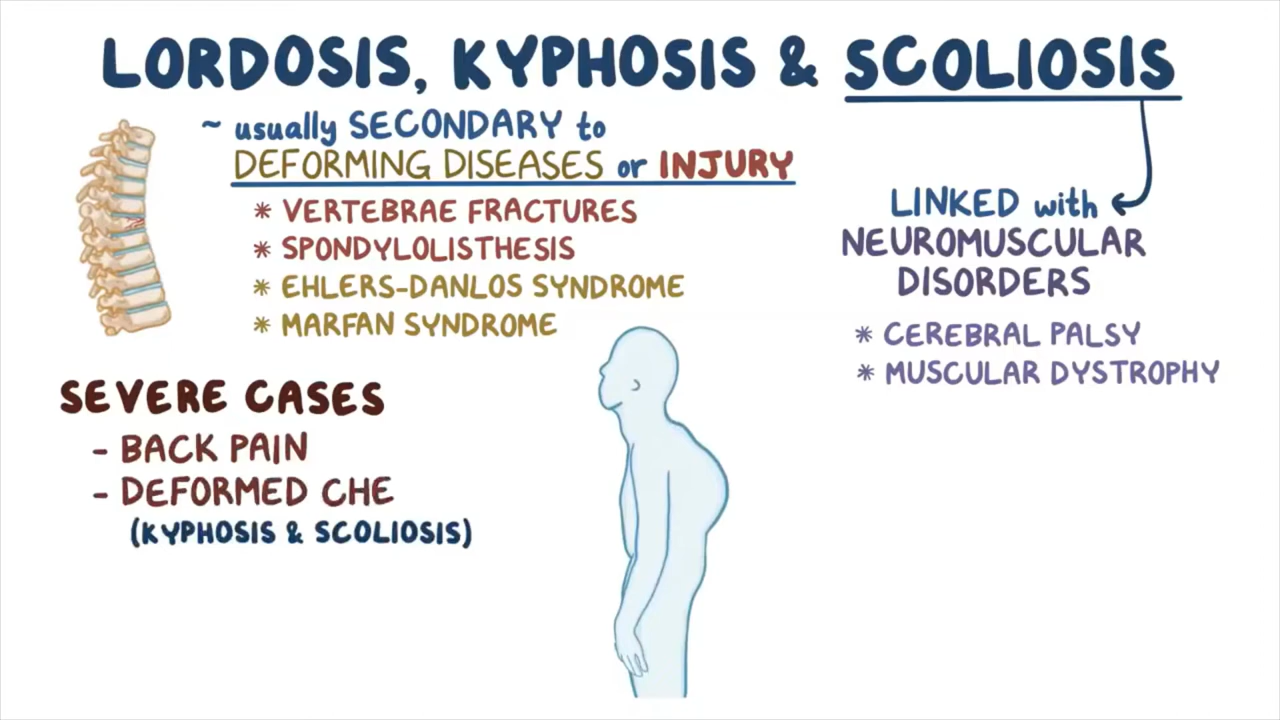 LORDOSIS, KYPHOSIS & SCOLIOSIS
~ usually SECONDARY to
DEFORMING DISEASES or INJURY
* VERTEBRAE FRACTURES
* SPONDYLOLISTHESIS
* EHLERS-DANLOS SYNDROME
* MARFAN SYNDROME
LINKED with
NEUROMUSCULAR
DISORDERS
* CEREBRAL PALSY
* MUSCULAR DYSTROPHY
SEVERE CASES
- BACK PAIN
- DEFORMED CHE
(KYPHOSIS & SCOLIOSIS)